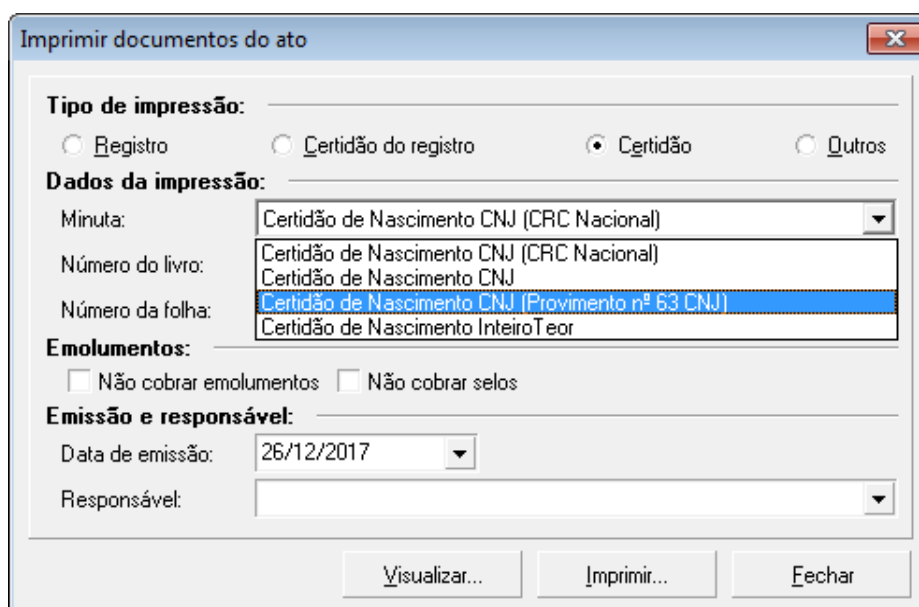 Imprimir documentos do ato
Tipo de impressão:
Registro Certidão do registro Certidão Outros
Dados da impressão:
Minuta: Certidão de Nascimento CNJ (CRC Nacional)
Certidão de Nascimento CNJ (CRC Nacional)
Número do livro: Certidão de Nascimento CNJ
Certidão de Nascimento CNJ (Provimento nº 63 CNJ)
Número da folha: Certidão de Nascimento InteiroTeor
Emolumentos:
Não cobrar emolumentos Não cobrar selos
Emissão e responsável:
Data de emissão: 26/12/2017
Responsável:
Visualizar... Imprimir... Fechar